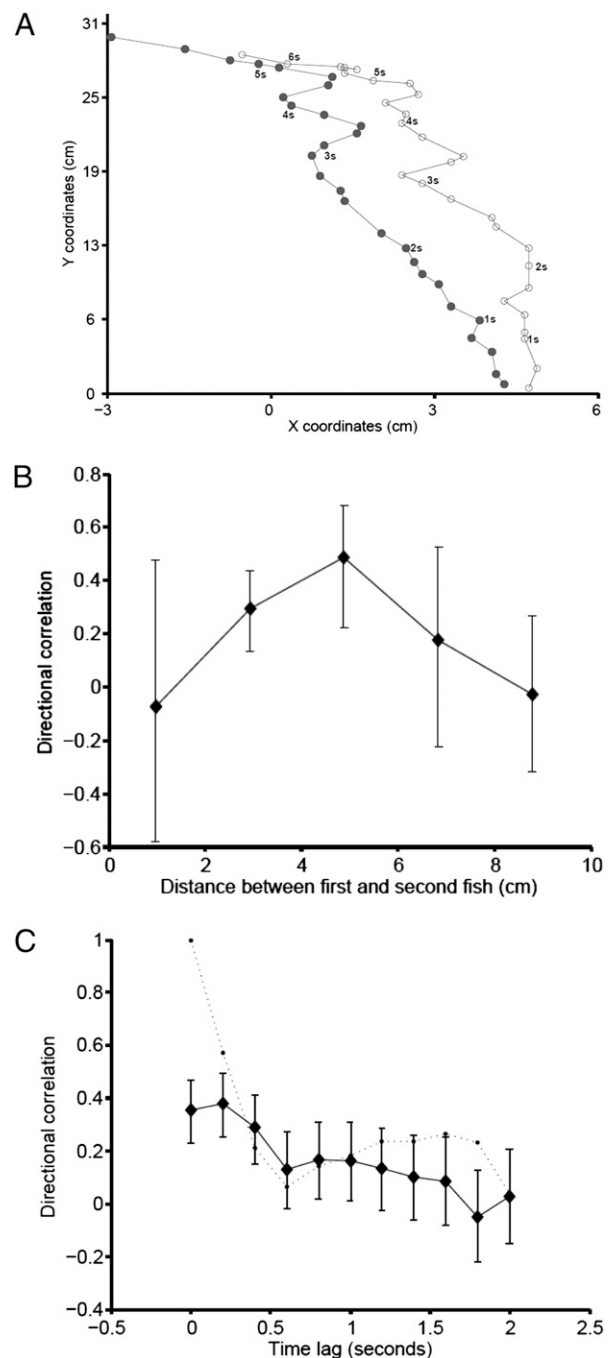 A
31
25
19
13
6
0
Y coordinates (cm)
6s
5s
5s
4s
4s
3s
3s
2s
2s
1s
1s
−3
0
3
6
X coordinates (cm)
B
0.8
0.6
0.4
0.2
0
−0.2
−0.4
−0.6
Directional correlation
0
2
4
6
8
10
Distance between first and second fish (cm)
C
1
0.8
0.6
0.4
0.2
0
−0.2
−0.4
Directional correlation
−0.5
0
0.5
1.0
1.5
2
2.5
Time lag (seconds)